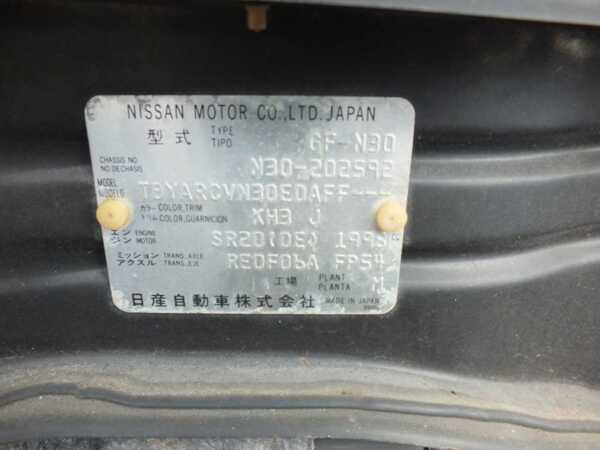 NISSAN MOTOR CO.,LTD. JAPAN
型式 TYPE TIPO GF-N30
CHASSIS NO. NO.DECHASIS N30-202592
MODEL MODELO TBYARCVN30EDAFF---
カラー COLOR,TRIM トリム COLOR,GUARNICION KH3 J
エンジン ENGINE MOTOR SR20(DE) 1998
ミッション TRANS.,AXLE アクスル TRANS.,EJE RE0F06A FP54
工場 PLANT PLANTA M
日産自動車株式会社 MADE IN JAPAN